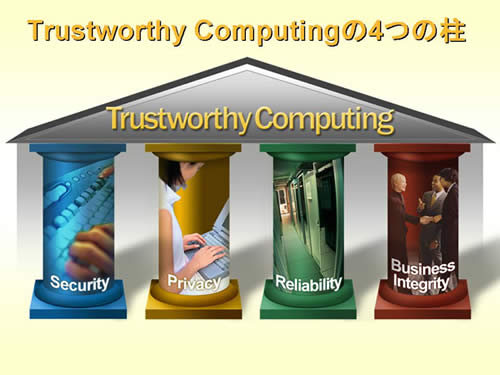 Trustworthy Computingの4つの柱
Trustworthy Computing
Security
Privacy
Reliability
Business
Integrity